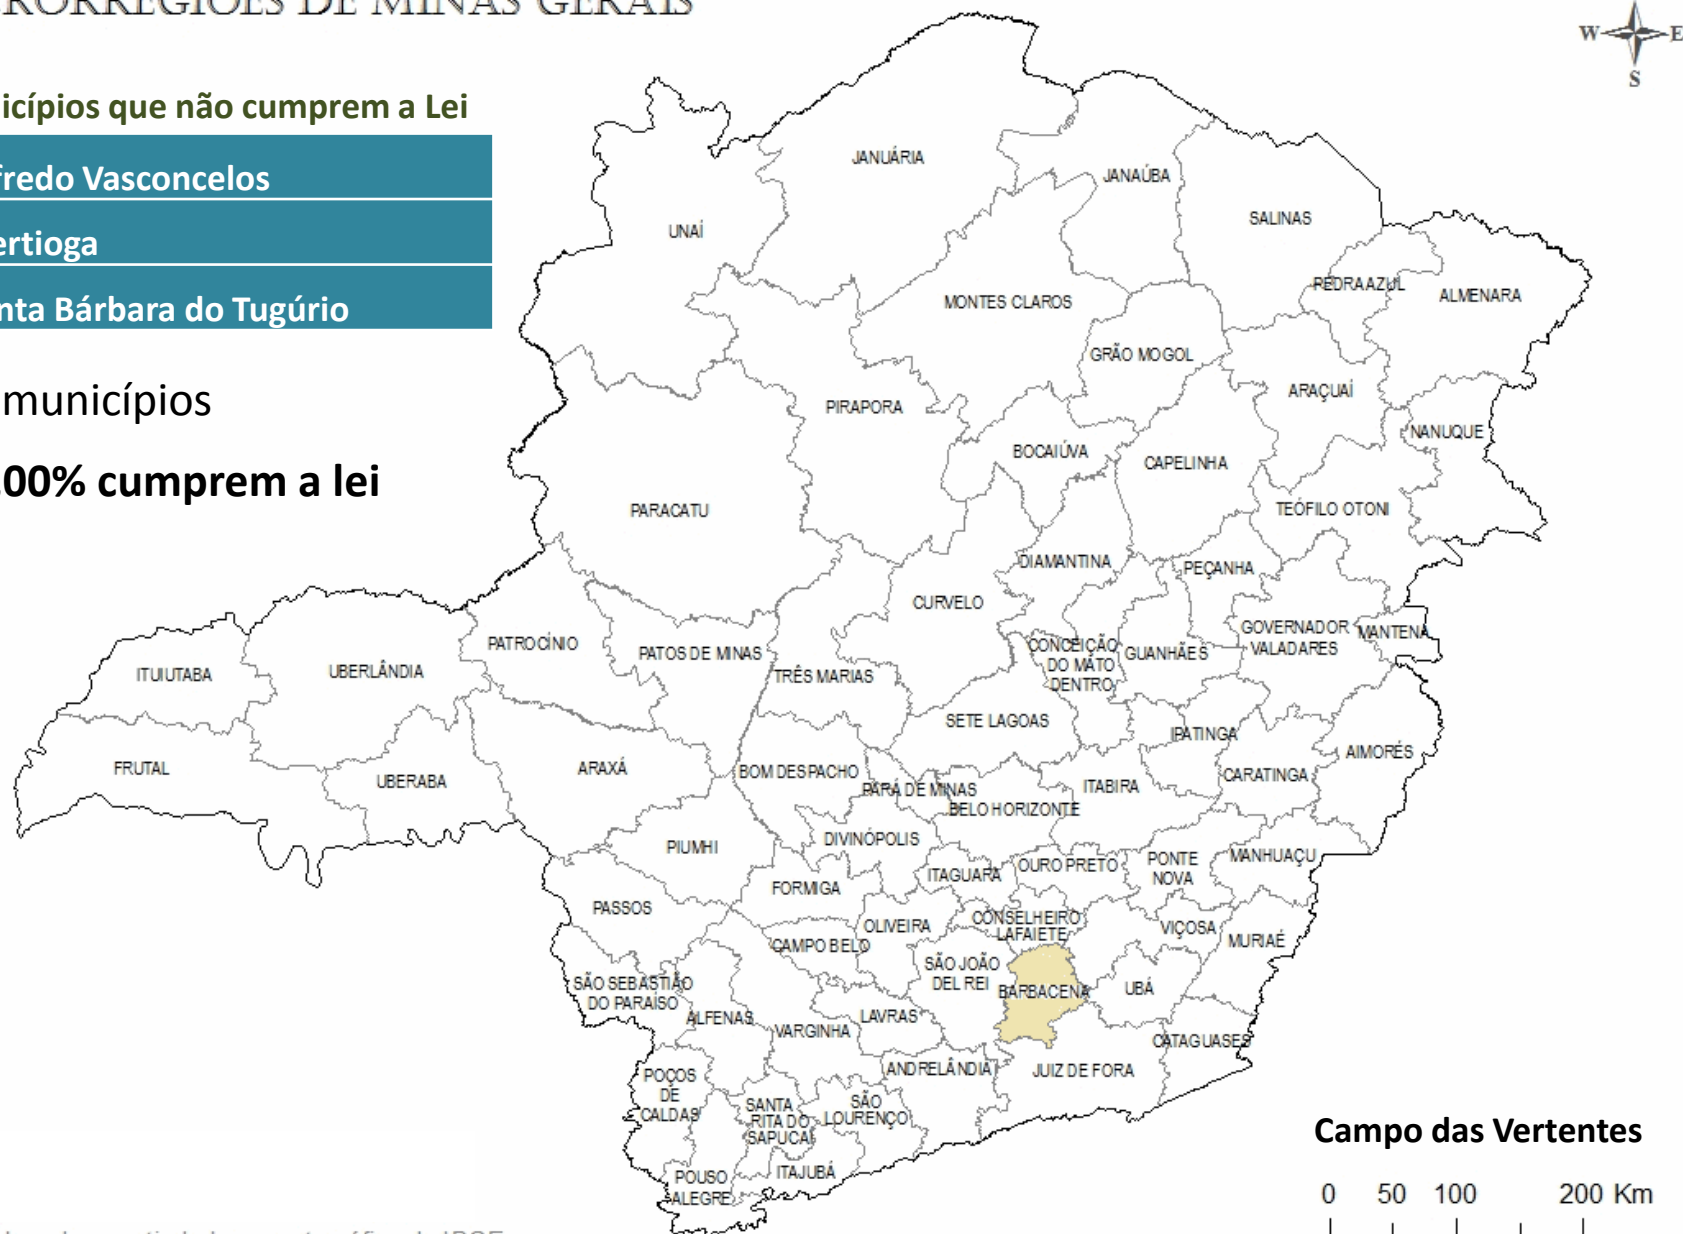 RORREGIÕES DE MINAS GERAIS
W E
S
icípios que não cumprem a Lei
fredo Vasconcelos
ertioga
nta Bárbara do Tugúrio
municípios
00% cumprem a lei
JANUÁRIA
JANAÚBA
SALINAS
UNAÍ
PEDRA AZUL
ALMENARA
MONTES CLAROS
GRÃO MOGOL
ARAÇUAÍ
PIRAPORA
NANUQUE
BOCAIÚVA
CAPELINHA
PARACATU
TEÓFILO OTONI
DIAMANTINA
PEÇANHA
CURVELO
PATROCÍNIO
PATOS DE MINAS
CONCEIÇÃO
DO MATO
DENTRO
GUANHÃES
GOVERNADOR
VALADARES
MANTENA
ITUIUTABA
UBERLÂNDIA
TRÊS MARIAS
SETE LAGOAS
IPATINGA
AIMORÉS
FRUTAL
UBERABA
ARAXÁ
BOM DESPACHO
PARÁ DE MINAS
BELO HORIZONTE
ITABIRA
CARATINGA
PIUMHI
DIVINÓPOLIS
ITAGUARA
OURO PRETO
PONTE
NOVA
MANHUAÇU
FORMIGA
PASSOS
OLIVEIRA
CONSELHEIRO
LAFAIETE
VIÇOSA
MURIAÉ
CAMPO BELO
SÃO JOÃO
DEL REI
BARBACENA
UBÁ
SÃO SEBASTIÃO
DO PARAÍSO
ALFENAS
VARGINHA
LAVRAS
CATAGUASES
ANDRELÂNDIA
JUIZ DE FORA
POÇOS
DE
CALDAS
SANTA
RITA DO
SAPUCAÍ
SÃO
LOURENÇO
POUSO
ALEGRE
ITAJUBÁ
Campo das Vertentes
0 50 100 200 Km